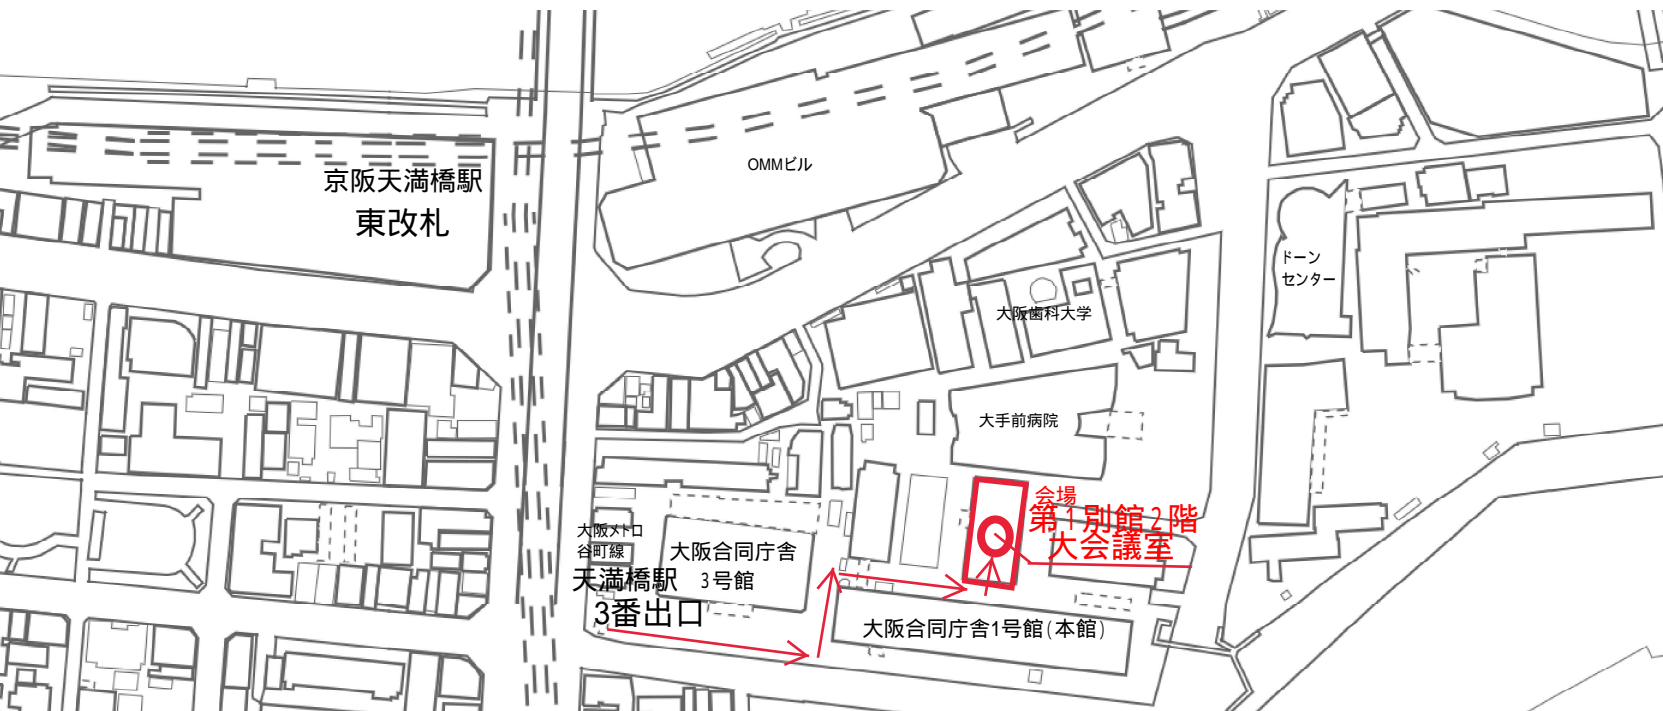 京阪天満橋駅
東改札
OMMビル
ドーン
センター
大阪歯科大学
大手前病院
会場
第1別館2階
大会議室
大阪メトロ
谷町線
天満橋駅
3番出口
大阪合同庁舎
3号館
大阪合同庁舎1号館(本館)